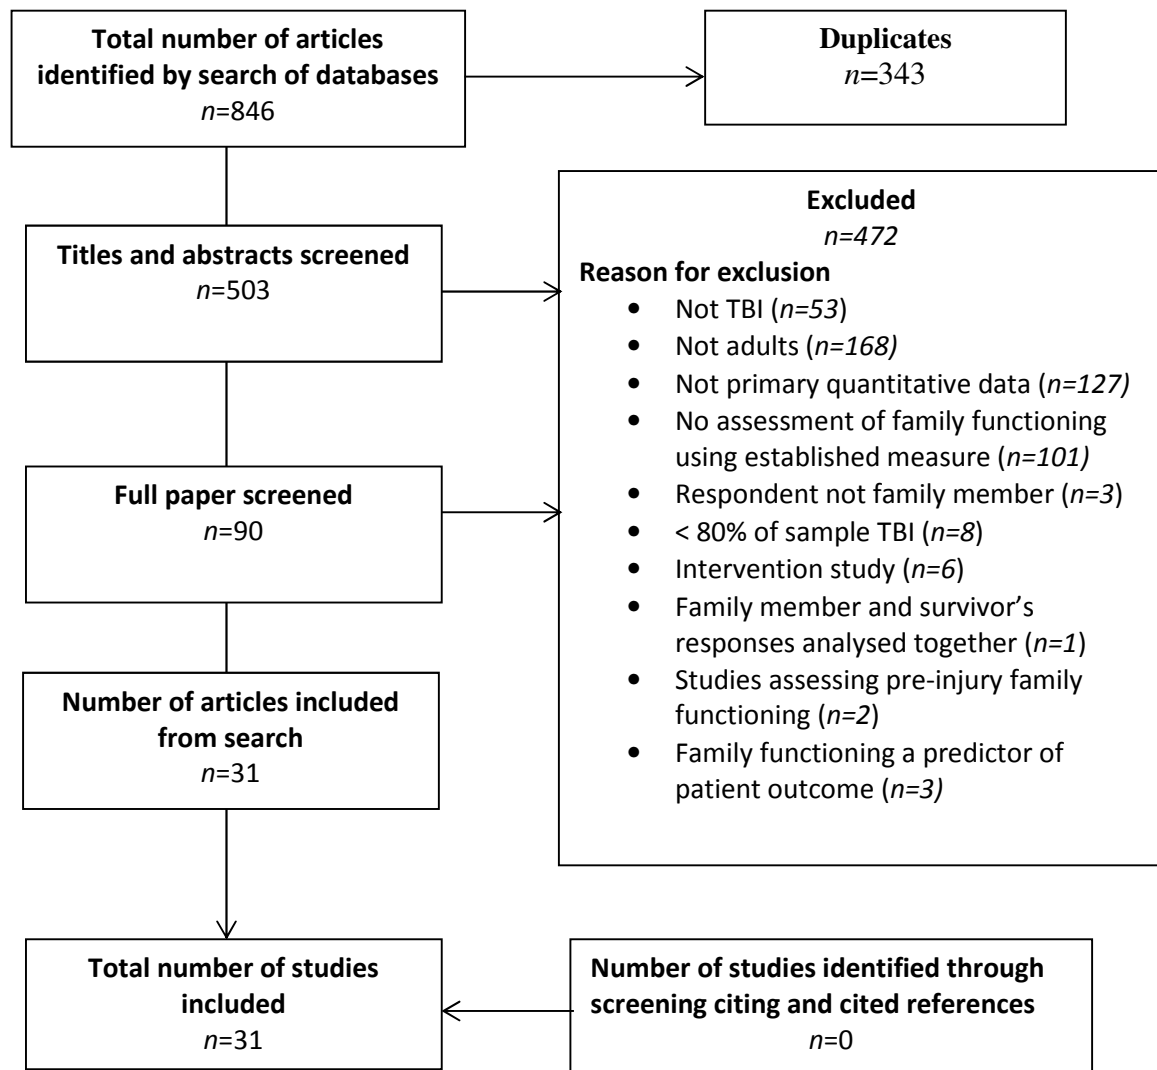 Total number of articles
identified by search of databases
n=846
Duplicates
n=343
Titles and abstracts screened
n=503
Excluded
n=472
Reason for exclusion
• Not TBI (n=53)
• Not adults (n=168)
• Not primary quantitative data (n=127)
• No assessment of family functioning
using established measure (n=101)
• Respondent not family member (n=3)
• < 80% of sample TBI (n=8)
• Intervention study (n=6)
• Family member and survivor’s
responses analysed together (n=1)
• Studies assessing pre-injury family
functioning (n=2)
• Family functioning a predictor of
patient outcome (n=3)
Full paper screened
n=90
Number of articles included
from search
n=31
Total number of studies
included
n=31
Number of studies identified through
screening citing and cited references
n=0